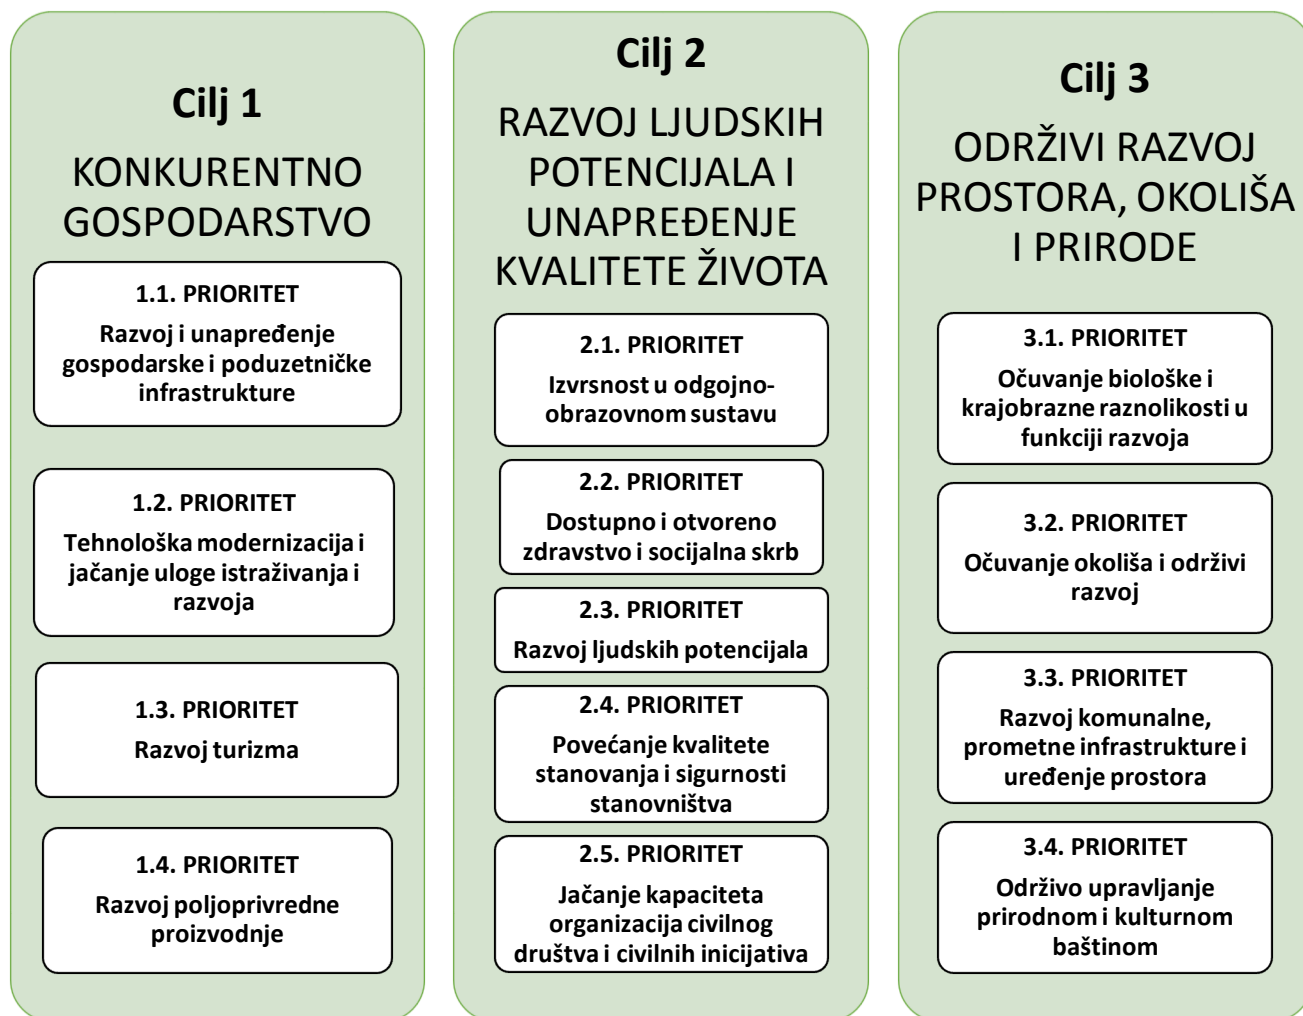 Cilj 1
KONKURENTNO
GOSPODARSTVO
1.1. PRIORITET
Razvoj i unapređenje
gospodarske i poduzetničke
infrastrukture
1.2. PRIORITET
Tehnološka modernizacija i
jačanje uloge istraživanja i
razvoja
1.3. PRIORITET
Razvoj turizma
1.4. PRIORITET
Razvoj poljoprivredne
proizvodnje
Cilj 2
RAZVOJ LJUDSKIH
POTENCIJALA I
UNAPREĐENJE
KVALITETE ŽIVOTA
2.1. PRIORITET
Izvrsnost u odgojno-
obrazovnom sustavu
2.2. PRIORITET
Dostupno i otvoreno
zdravstvo i socijalna skrb
2.3. PRIORITET
Razvoj ljudskih potencijala
2.4. PRIORITET
Povećanje kvalitete
stanovanja i sigurnosti
stanovništva
2.5. PRIORITET
Jačanje kapaciteta
organizacija civilnog
društva i civilnih inicijativa
Cilj 3
ODRŽIVI RAZVOJ
PROSTORA, OKOLIŠA
I PRIRODE
3.1. PRIORITET
Očuvanje biološke i
krajobrazne raznolikosti u
funkciji razvoja
3.2. PRIORITET
Očuvanje okoliša i održivi
razvoj
3.3. PRIORITET
Razvoj komunalne,
prometne infrastrukture i
uređenje prostora
3.4. PRIORITET
Održivo upravljanje
prirodnom i kulturnom
baštinom